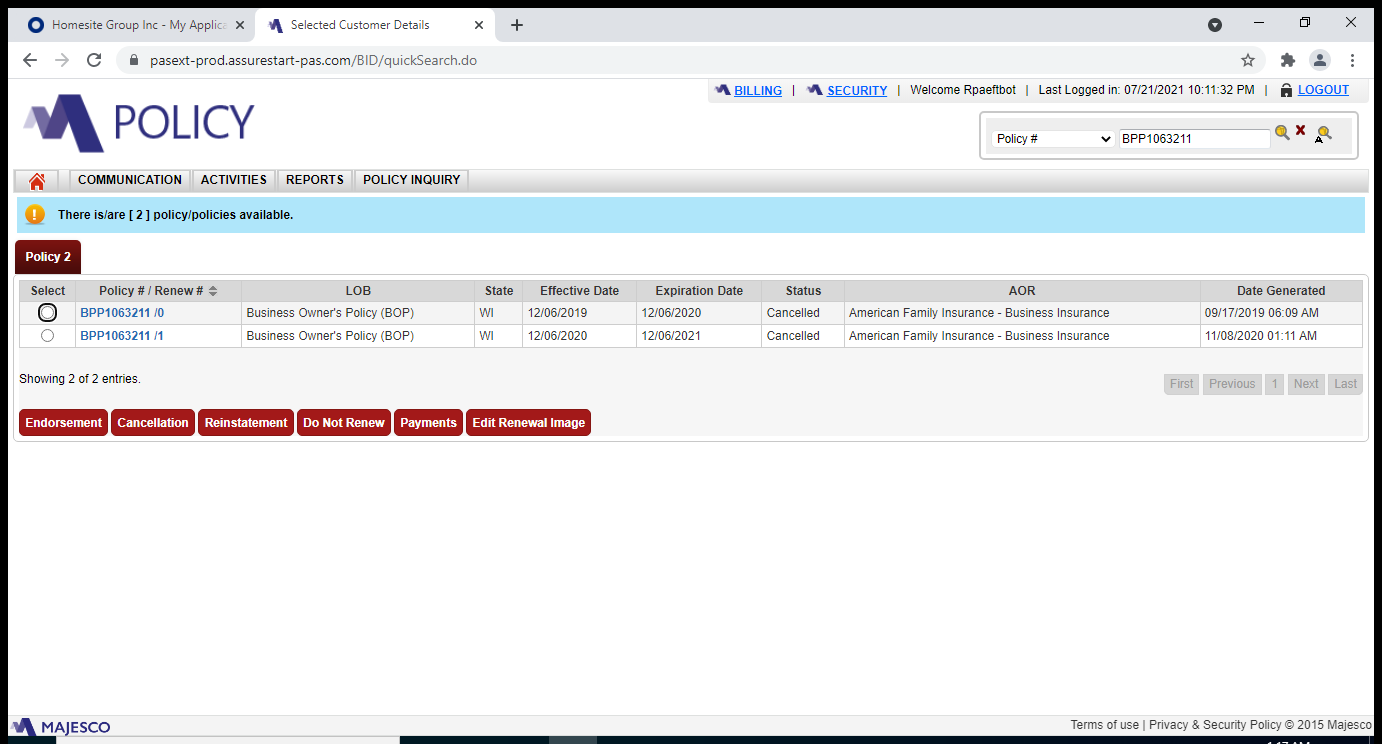 Homesite Group Inc - My Applica
Selected Customer Details
pasext-prod.assurestart-pas.com/BID/quickSearch.do
BILLING | SECURITY | Welcome Rpaeftbot | Last Logged in: 07/21/2021 10:11:32 PM | LOGOUT
POLICY
Policy # BPP1063211 A
COMMUNICATION ACTIVITIES REPORTS POLICY INQUIRY
There is/are [ 2 ] policy/policies available.
Policy 2
Select Policy # / Renew # LOB State Effective Date Expiration Date Status AOR Date Generated
BPP1063211 /0 Business Owner's Policy (BOP) WI 12/06/2019 12/06/2020 Cancelled American Family Insurance - Business Insurance 09/17/2019 06:09 AM
BPP1063211 /1 Business Owner's Policy (BOP) WI 12/06/2020 12/06/2021 Cancelled American Family Insurance - Business Insurance 11/08/2020 01:11 AM
Showing 2 of 2 entries.
First Previous 1 Next Last
Endorsement Cancellation Reinstatement Do Not Renew Payments Edit Renewal Image
MAJESCO
Terms of use | Privacy & Security Policy © 2015 Majesco